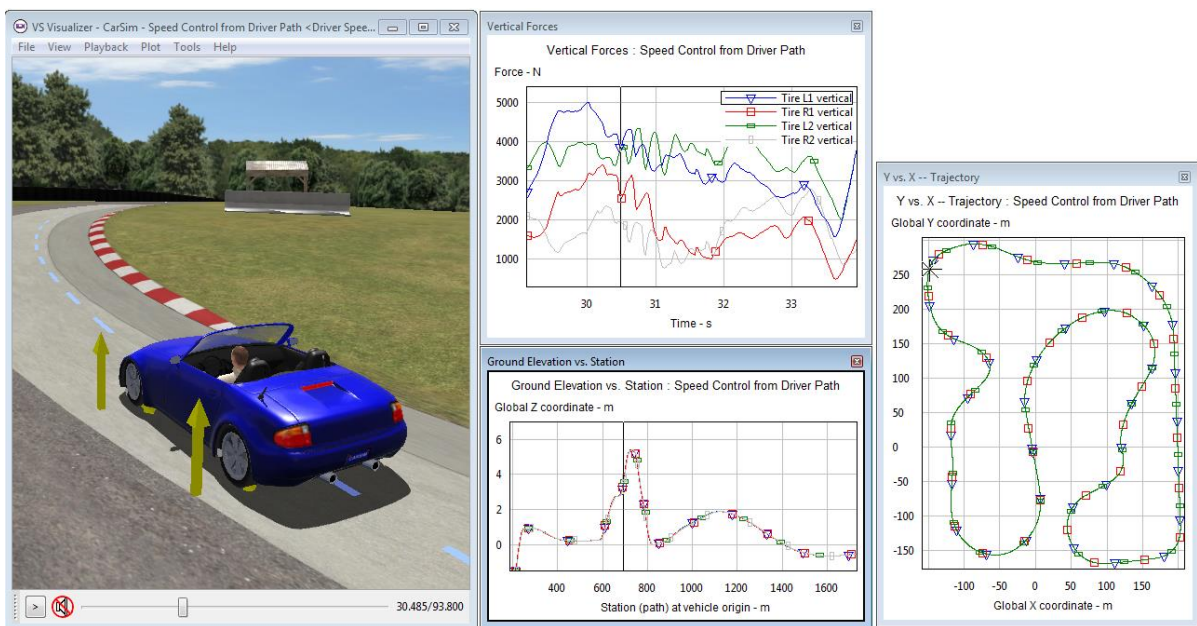 VS Visualizer - CarSim - Speed Control from Driver Path <Driver Spee...
File View Playback Plot Tools Help
> 30.485/93.800
Vertical Forces
Vertical Forces : Speed Control from Driver Path
Force - N
Tire L1 vertical
Tire R1 vertical
Tire L2 vertical
Tire R2 vertical
5000
4000
3000
2000
1000
30 31 32 33
Time - s
Ground Elevation vs. Station
Ground Elevation vs. Station : Speed Control from Driver Path
Global Z coordinate - m
6
4
2
0
400 600 800 1000 1200 1400 1600
Station (path) at vehicle origin - m
Y vs. X -- Trajectory
Y vs. X -- Trajectory : Speed Control from Driver Path
Global Y coordinate - m
250
200
150
100
50
0
-50
-100
-150
-100 -50 0 50 100 150
Global X coordinate - m